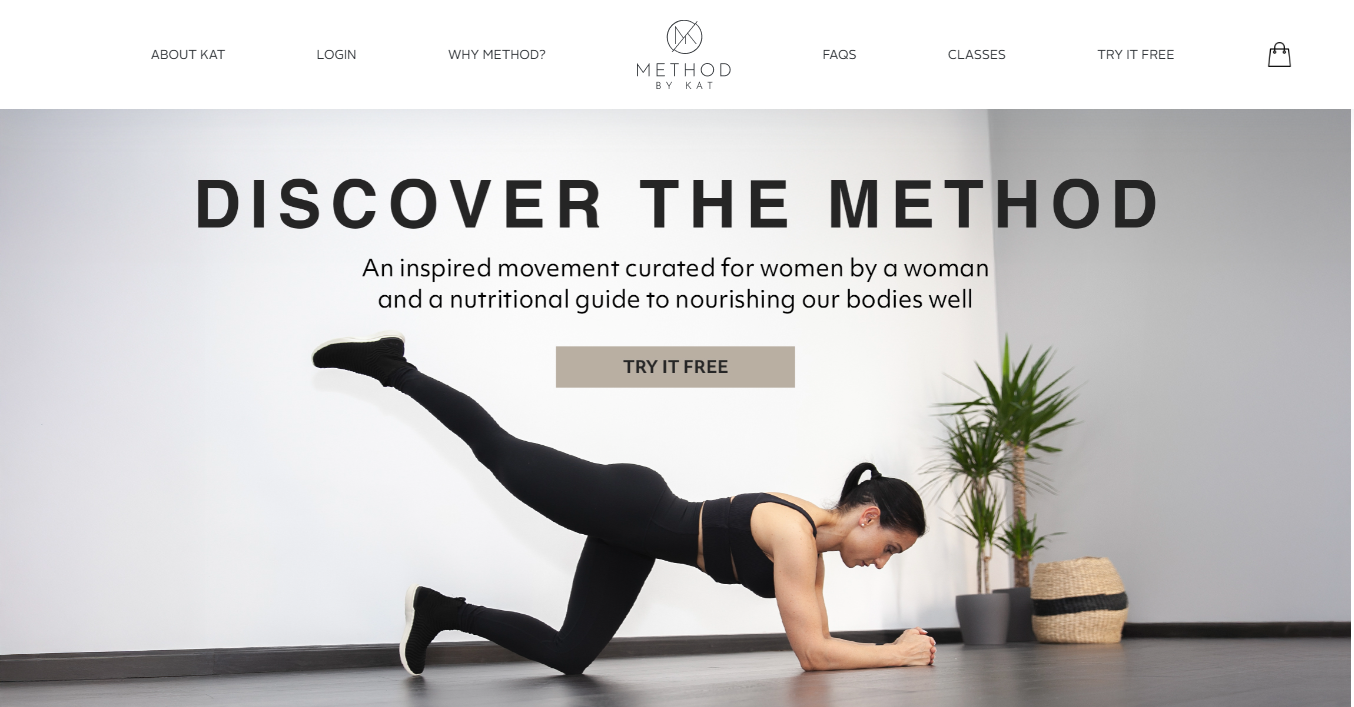 ABOUT KAT
LOGIN
WHY METHOD?
METHOD
BY KAT
FAQS
CLASSES
TRY IT FREE
DISCOVER THE METHOD
An inspired movement curated for women by a woman
and a nutritional guide to nourishing our bodies well
TRY IT FREE